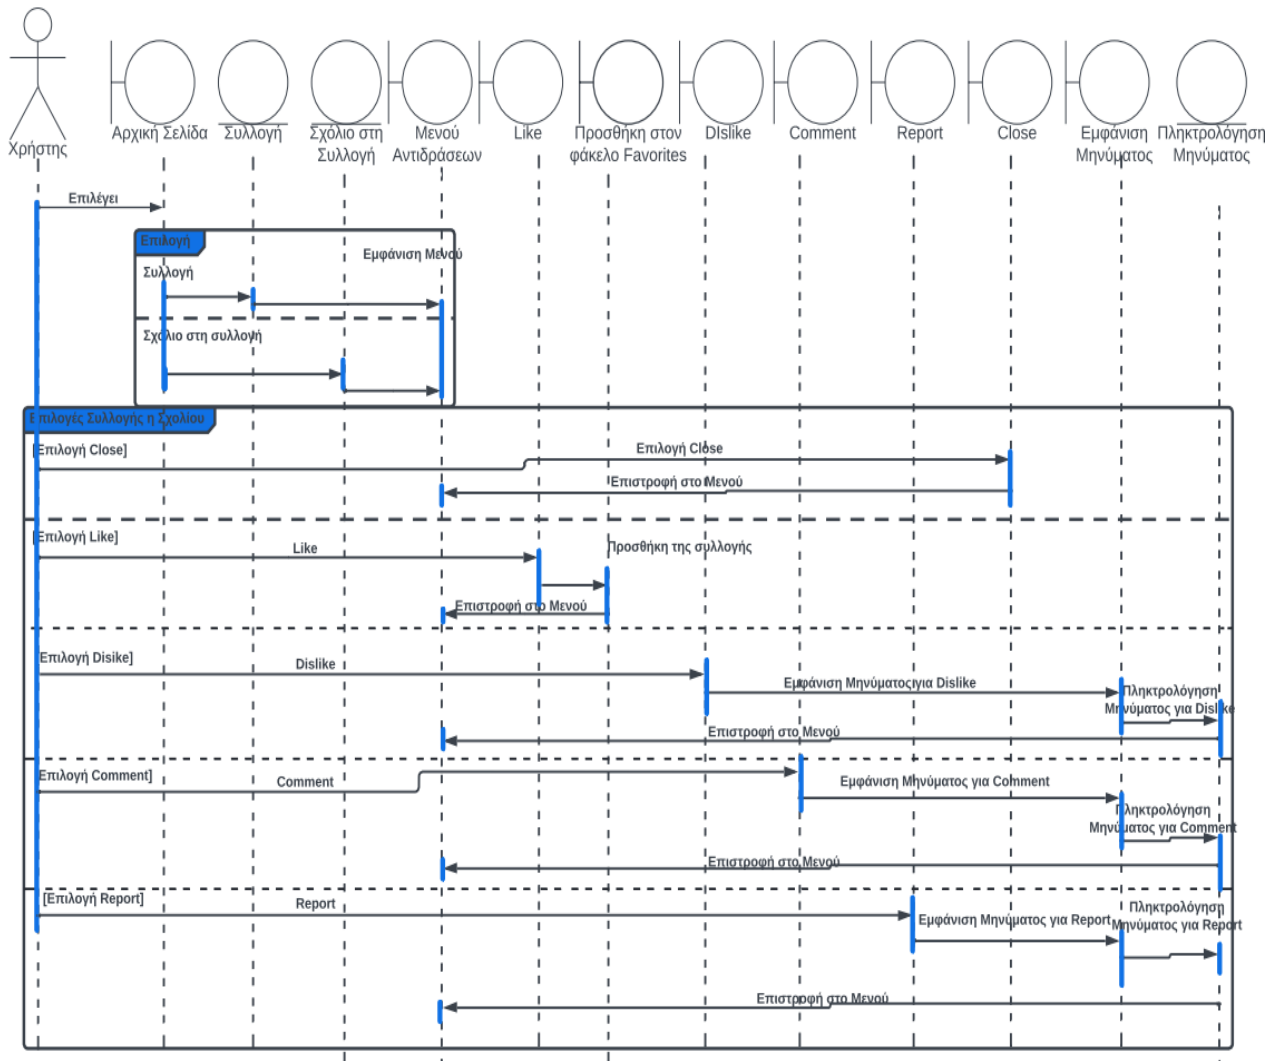 Χρήστης
Αρχική Σελίδα
Συλλογή
Σχόλιο στη
Συλλογή
Μενού
Αντιδράσεων
Like
Προσθήκη στον
φάκελο Favorites
DIslike
Comment
Report
Close
Εμφάνιση
Μηνύματος
Πληκτρολόγηση
Μηνύματος
Επιλέγει
Επιλογή
Εμφάνιση Μενού
Συλλογή
Σχόλιο στη συλλογή
Επιλογές Συλλογής η Σχολίου
[Επιλογή Close]
Επιλογή Close
Επιστροφή στο Μενού
[Επιλογή Like]
Like
Προσθήκη της συλλογής
Επιστροφή στο Μενού
[Επιλογή Disike]
Dislike
Εμφάνιση Μηνύματος για Dislike
Πληκτρολόγηση
Μηνύματος για Dislike
Επιστροφή στο Μενού
[Επιλογή Comment]
Comment
Εμφάνιση Μηνύματος για Comment
Πληκτρολόγηση
Μηνύματος για Comment
Επιστροφή στο Μενού
[Επιλογή Report]
Report
Εμφάνιση Μηνύματος για Report
Πληκτρολόγηση
Μηνύματος για Report
Επιστροφή στο Μενού